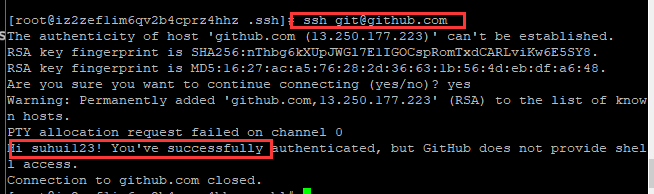 [root@iz2zeflim6qv2b4cprz4hhz .ssh]# ssh git@github.com
The authenticity of host 'github.com (13.250.177.223)' can't be established.
RSA key fingerprint is SHA256:nThbg6kXUpJWGl7E1IGOCspRomTxdCARLviKw6E5SY8.
RSA key fingerprint is MD5:16:27:ac:a5:76:28:2d:36:63:1b:56:4d:eb:df:a6:48.
Are you sure you want to continue connecting (yes/no)? yes
Warning: Permanently added 'github.com,13.250.177.223' (RSA) to the list of know
n hosts.
PTY allocation request failed on channel 0
Hi suhui123! You've successfully authenticated, but GitHub does not provide shel
l access.
Connection to github.com closed.